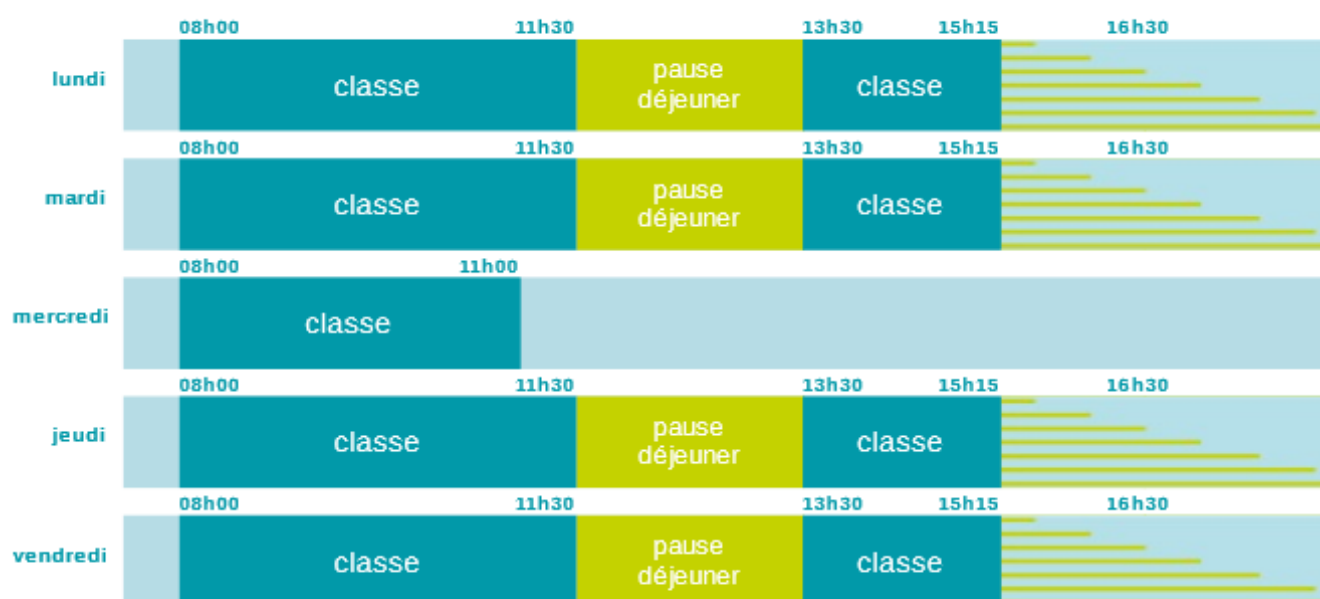 08h00 11h30 13h30 15h15 16h30
lundi classe pause déjeuner classe
08h00 11h30 13h30 15h15 16h30
mardi classe pause déjeuner classe
08h00 11h00
mercredi classe
08h00 11h30 13h30 15h15 16h30
jeudi classe pause déjeuner classe
08h00 11h30 13h30 15h15 16h30
vendredi classe pause déjeuner classe